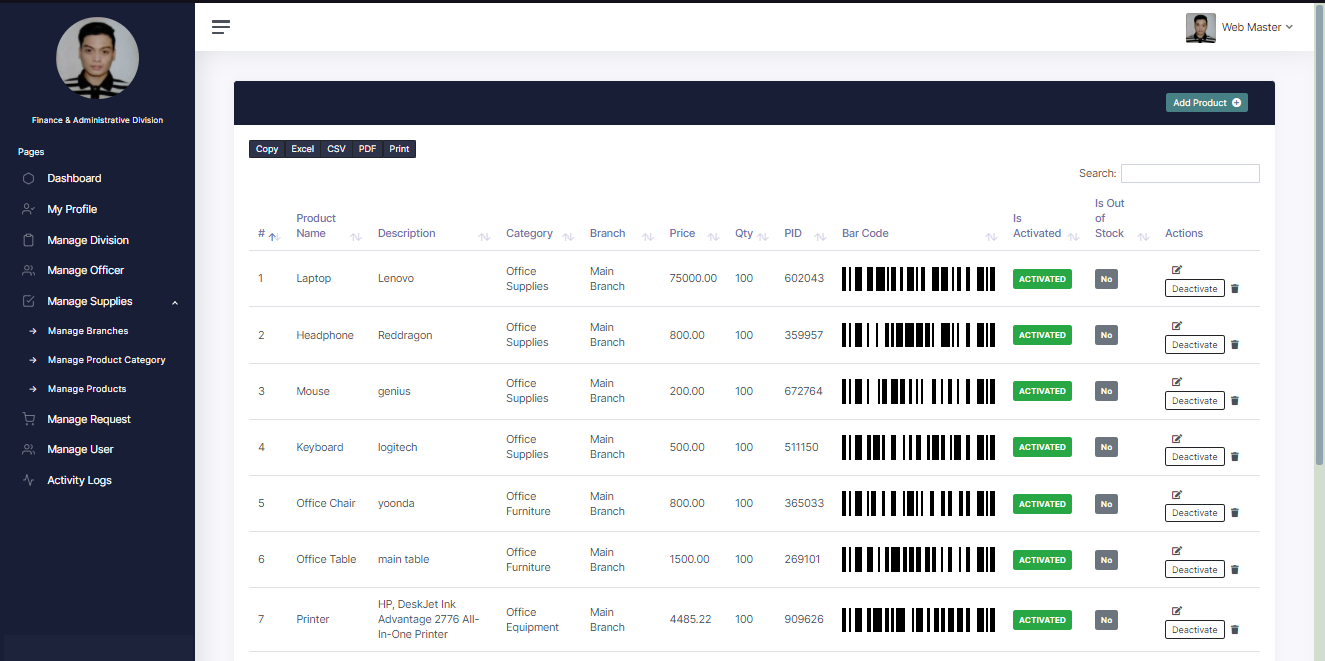 Web Master
Finance & Administrative Division
Pages
Dashboard
My Profile
Manage Division
Manage Officer
Manage Supplies
Manage Branches
Manage Product Category
Manage Products
Manage Request
Manage User
Activity Logs
Add Product
Copy Excel CSV PDF Print
Search:
# Product Name Description Category Branch Price Qty PID Bar Code Is Activated Is Out of Stock Actions
1 Laptop Lenovo Office Supplies Main Branch 75000.00 100 602043 ACTIVATED No Deactivate
2 Headphone Reddragon Office Supplies Main Branch 800.00 100 359957 ACTIVATED No Deactivate
3 Mouse genius Office Supplies Main Branch 200.00 100 672764 ACTIVATED No Deactivate
4 Keyboard logitech Office Supplies Main Branch 500.00 100 511150 ACTIVATED No Deactivate
5 Office Chair yoonda Office Furniture Main Branch 800.00 100 365033 ACTIVATED No Deactivate
6 Office Table main table Office Furniture Main Branch 1500.00 100 269101 ACTIVATED No Deactivate
7 Printer HP, DeskJet Ink Advantage 2776 All-In-One Printer Office Equipment Main Branch 4485.22 100 909626 ACTIVATED No Deactivate